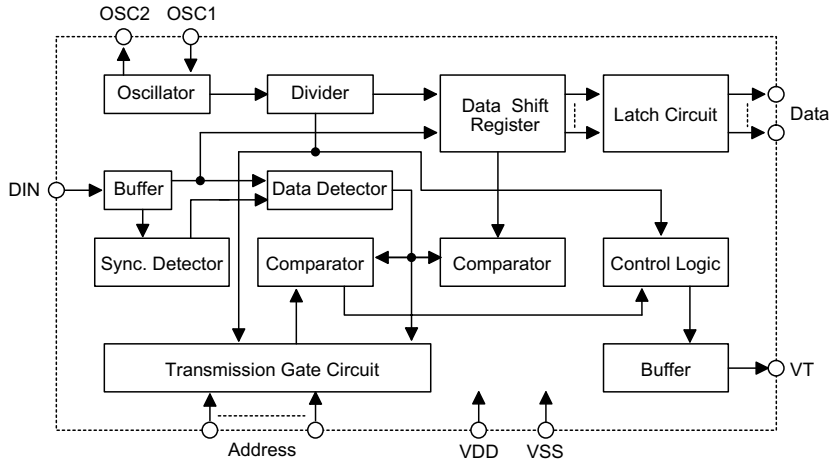 OSC2 OSC1
Oscillator
Divider
Data Shift
Register
Latch Circuit
Data
DIN
Buffer
Data Detector
Sync. Detector
Comparator
Comparator
Control Logic
Transmission Gate Circuit
Buffer
VT
Address
VDD
VSS